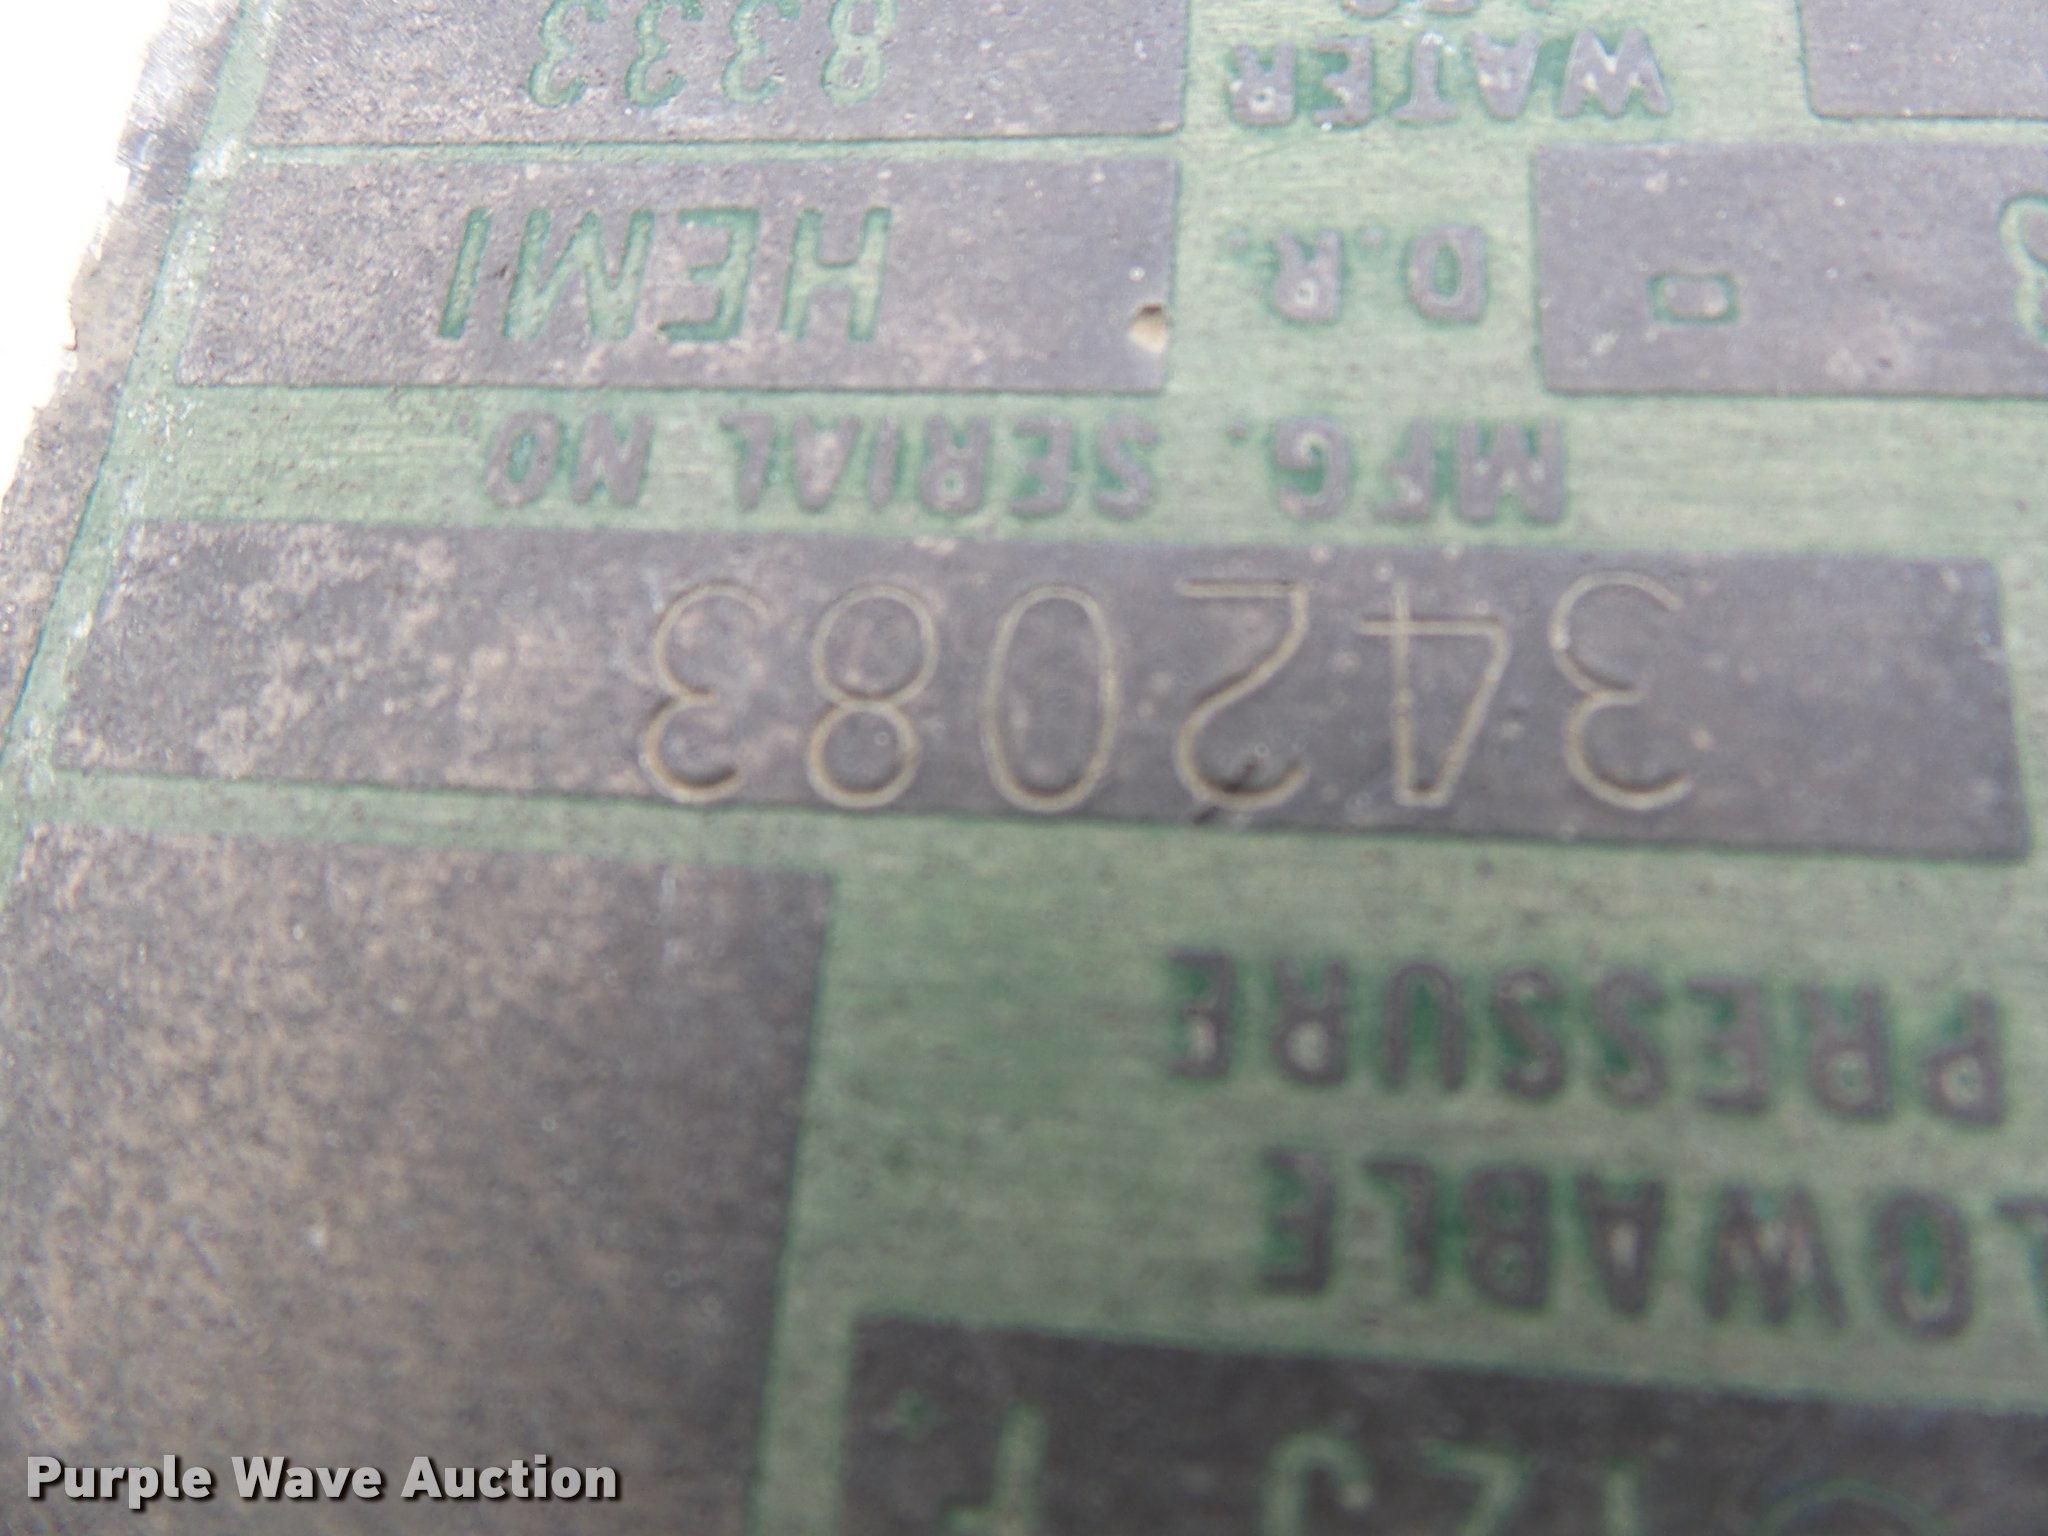 LOWABLE
PRESSURE
342083
MFG. SERIAL NO.
- D.R. HEMI
WATER 8333
Purple Wave Auction